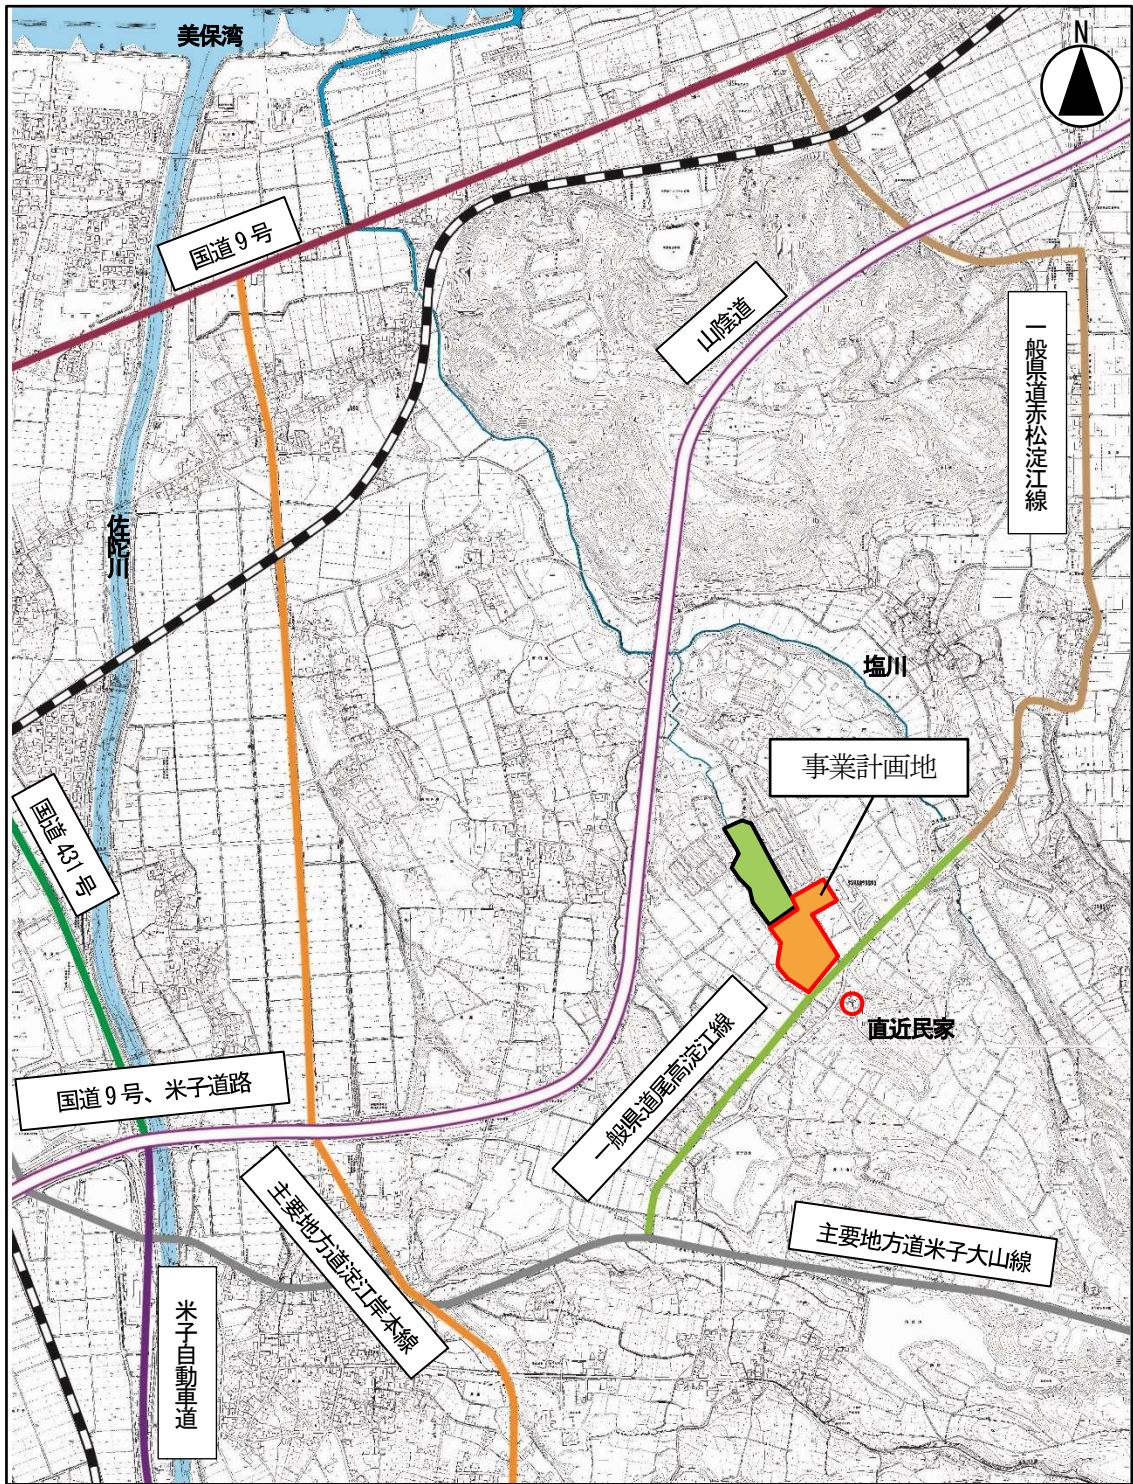 美保湾
N
国道9号
山陰道
一般県道赤松淀江線
佐陀川
塩川
事業計画地
国道431号
直近民家
一般県道尾高淀江線
国道9号、米子道路
主要地方道淀江岸本線
主要地方道米子大山線
米子自動車道